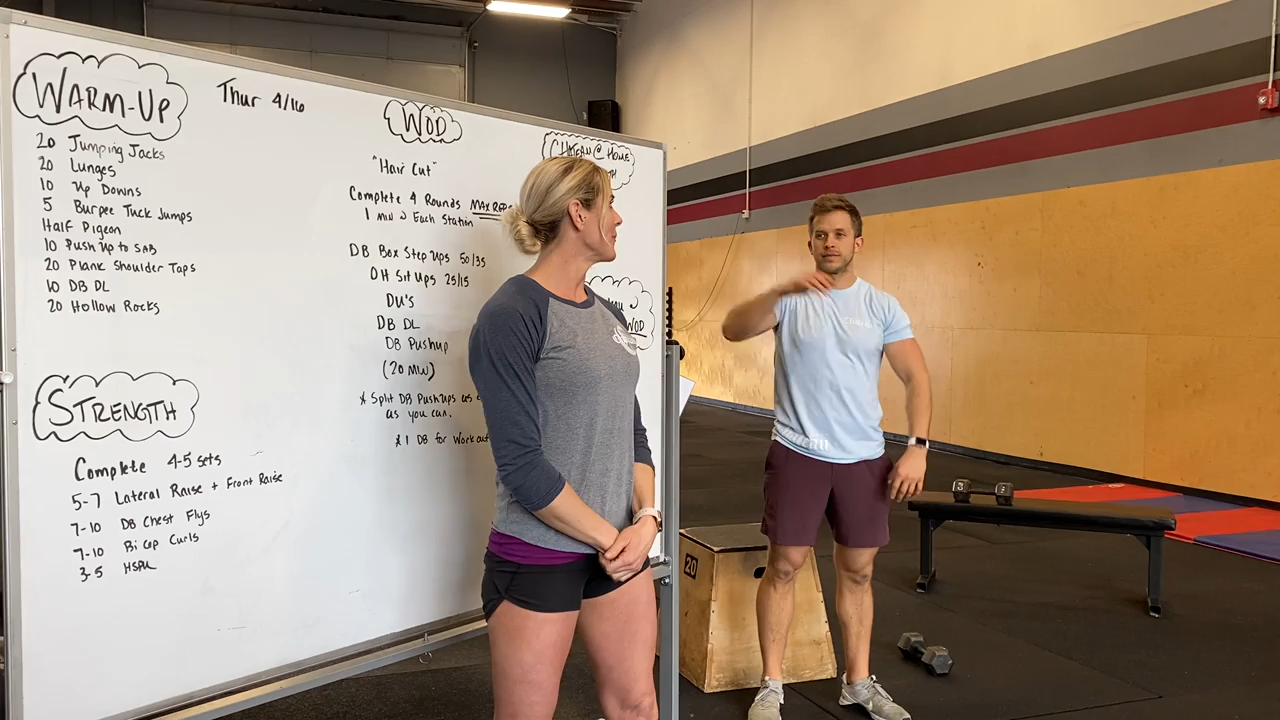 WARM-UP
20 Jumping Jacks
20 Lunges
10 Up Downs
5 Burpee Tuck Jumps
Half Pigeon
10 Push Up to SAB
20 Plank Shoulder Taps
10 DB DL
20 Hollow Rocks
STRENGTH
Complete 4-5 sets
5-7 Lateral Raise + Front Raise
7-10 DB Chest Flys
7-10 Bicep Curls
3-5 HSPU
Thur 4/16
WOD
"Hair Cut"
Complete 4 Rounds MAX
1 MIN Each Station
DB Box Step Ups 50/35
OH Sit Ups 25/15
DU's
DB DL
DB Pushup
(20 MIN)
* Split DB Pushups as
as you can.
* 1 DB for Workout
@ HOME
WOD
20